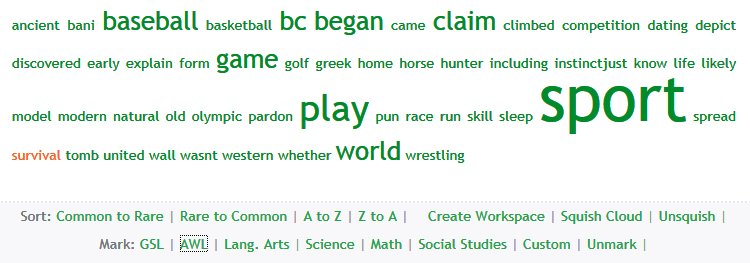 ancient bani baseball basketball bc began came claim climbed competition dating depict
discovered early explain form game golf greek home horse hunter including instinctjust know life likely
model modern natural old olympic pardon play pun race run skill sleep sport spread
survival tomb united wall wasnt western whether world wrestling
Sort: Common to Rare | Rare to Common | A to Z | Z to A | Create Workspace | Squish Cloud | Unsquish |
Mark: GSL | AWL | Lang. Arts | Science | Math | Social Studies | Custom | Unmark |